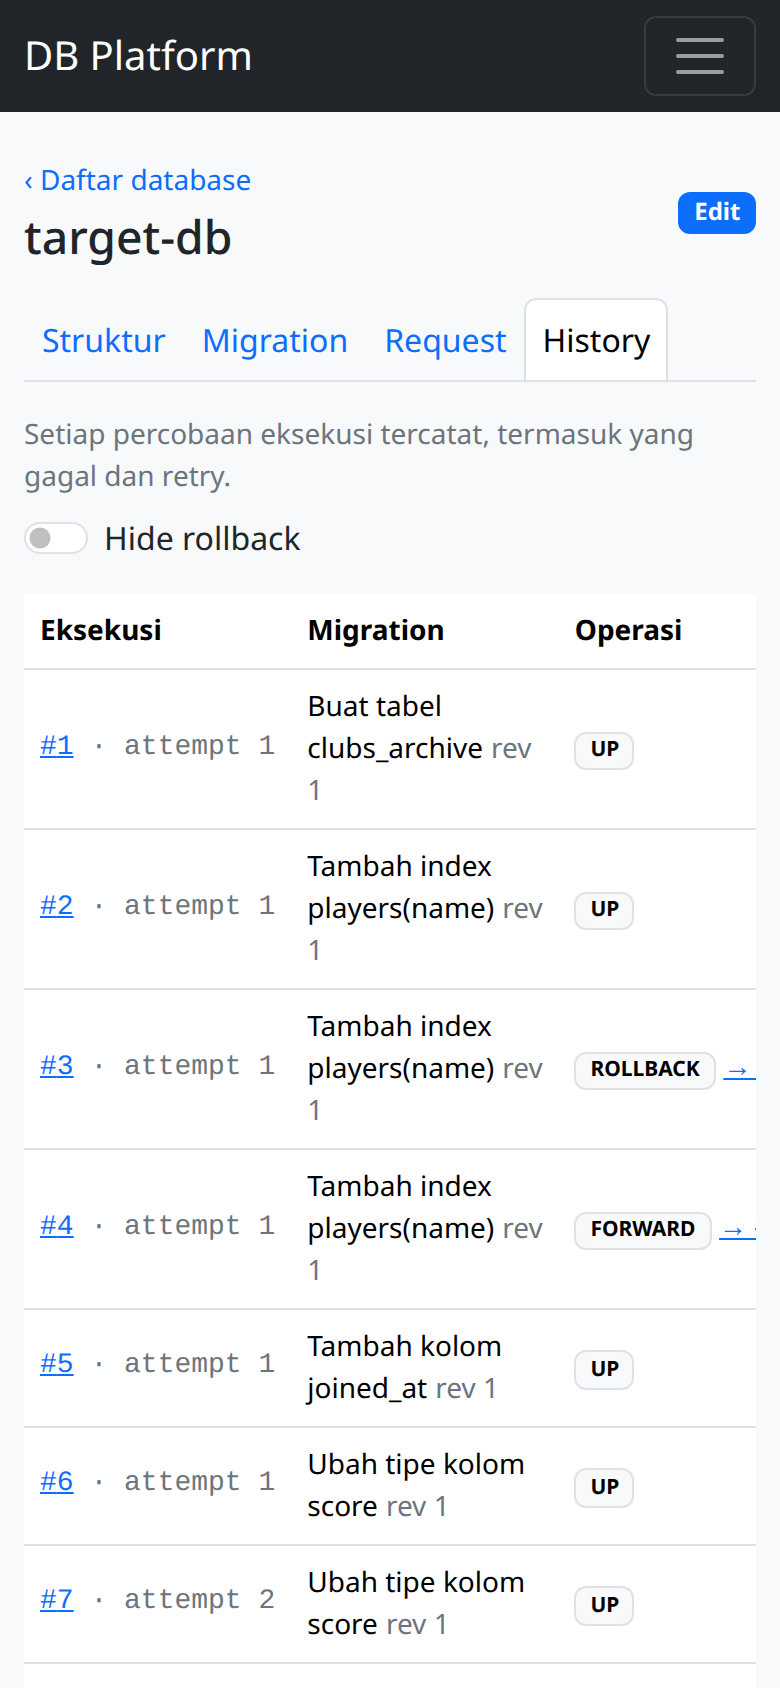 DB Platform
‹ Daftar database
target-db
Edit
Struktur Migration Request History
Setiap percobaan eksekusi tercatat, termasuk yang
gagal dan retry.
Hide rollback
Eksekusi Migration Operasi
#1 · attempt 1
Buat tabel
clubs_archive rev
1
UP
#2 · attempt 1
Tambah index
players(name) rev
1
UP
#3 · attempt 1
Tambah index
players(name) rev
1
ROLLBACK →
#4 · attempt 1
Tambah index
players(name) rev
1
FORWARD →
#5 · attempt 1
Tambah kolom
joined_at rev 1
UP
#6 · attempt 1
Ubah tipe kolom
score rev 1
UP
#7 · attempt 2
Ubah tipe kolom
score rev 1
UP